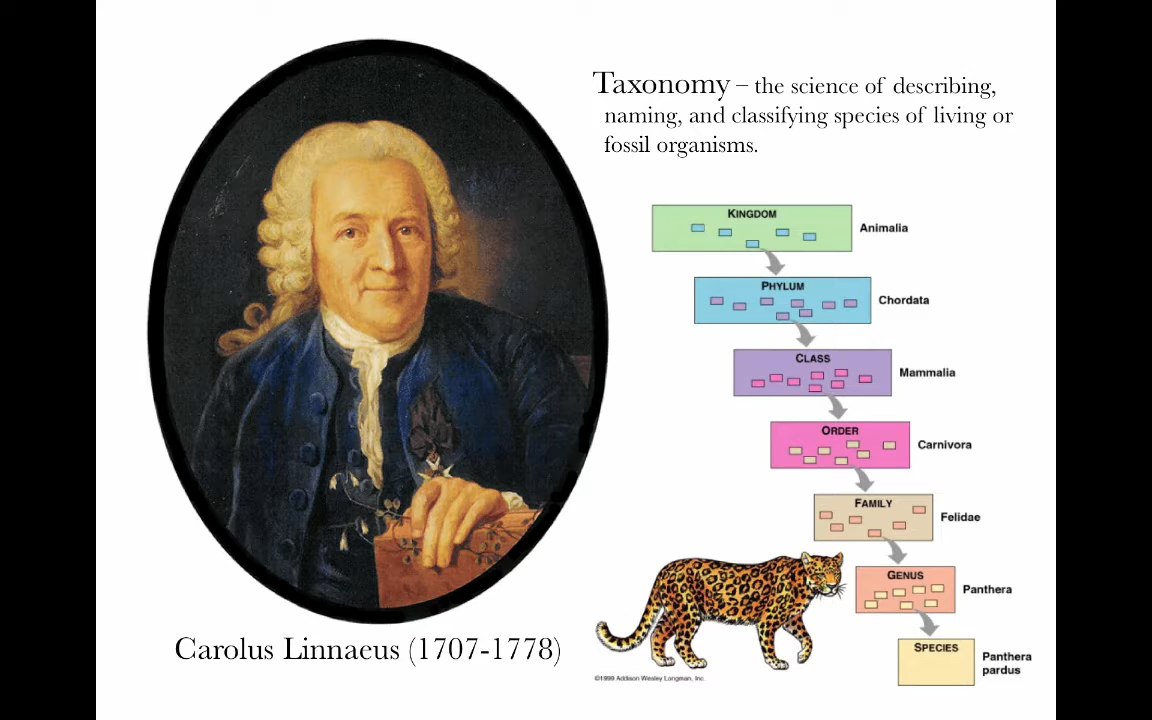 Taxonomy – the science of describing,
naming, and classifying species of living or
fossil organisms.
KINGDOM
Animalia
PHYLUM
Chordata
CLASS
Mammalia
ORDER
Carnivora
FAMILY
Felidae
GENUS
Panthera
SPECIES
Panthera
pardus
©1999 Addison Wesley Longman, Inc.
Carolus Linnaeus (1707-1778)